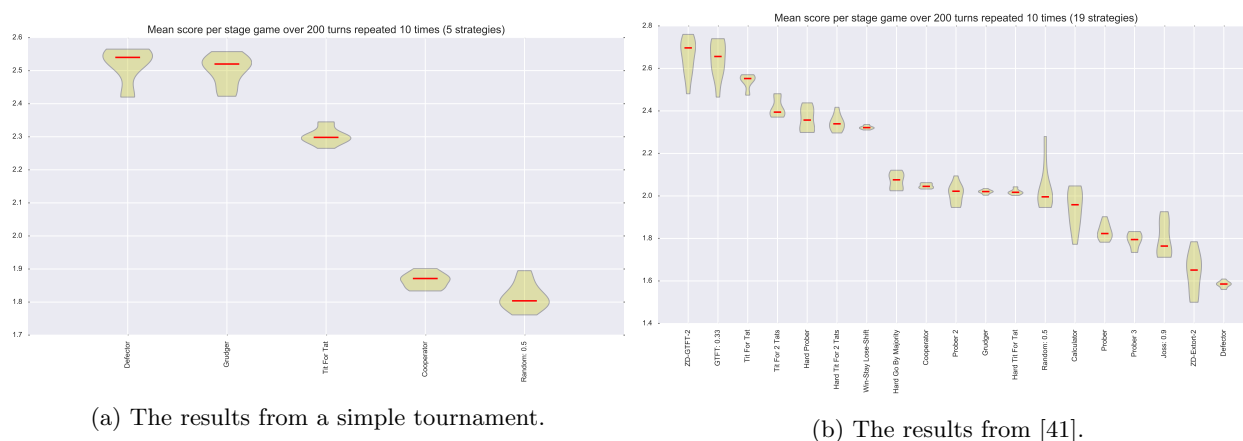 Mean score per stage game over 200 turns repeated 10 times (5 strategies)
2.6
2.5
2.4
2.3
2.2
2.1
2.0
1.9
1.8
1.7
Defector
Grudger
Tit For Tat
Cooperator
Random: 0.5
(a) The results from a simple tournament.
Mean score per stage game over 200 turns repeated 10 times (19 strategies)
2.8
2.6
2.4
2.2
2.0
1.8
1.6
1.4
ZD-GTFT-2
GTFT: 0.33
Tit For Tat
Tit For 2 Tats
Hard Prober
Hard Tit For 2 Tats
Win-Stay Lose-Shift
Hard Go By Majority
Cooperator
Prober 2
Grudger
Hard Tit For Tat
Random: 0.5
Calculator
Prober
Prober 3
Joss: 0.9
ZD-Extort-2
Defector
(b) The results from [41].